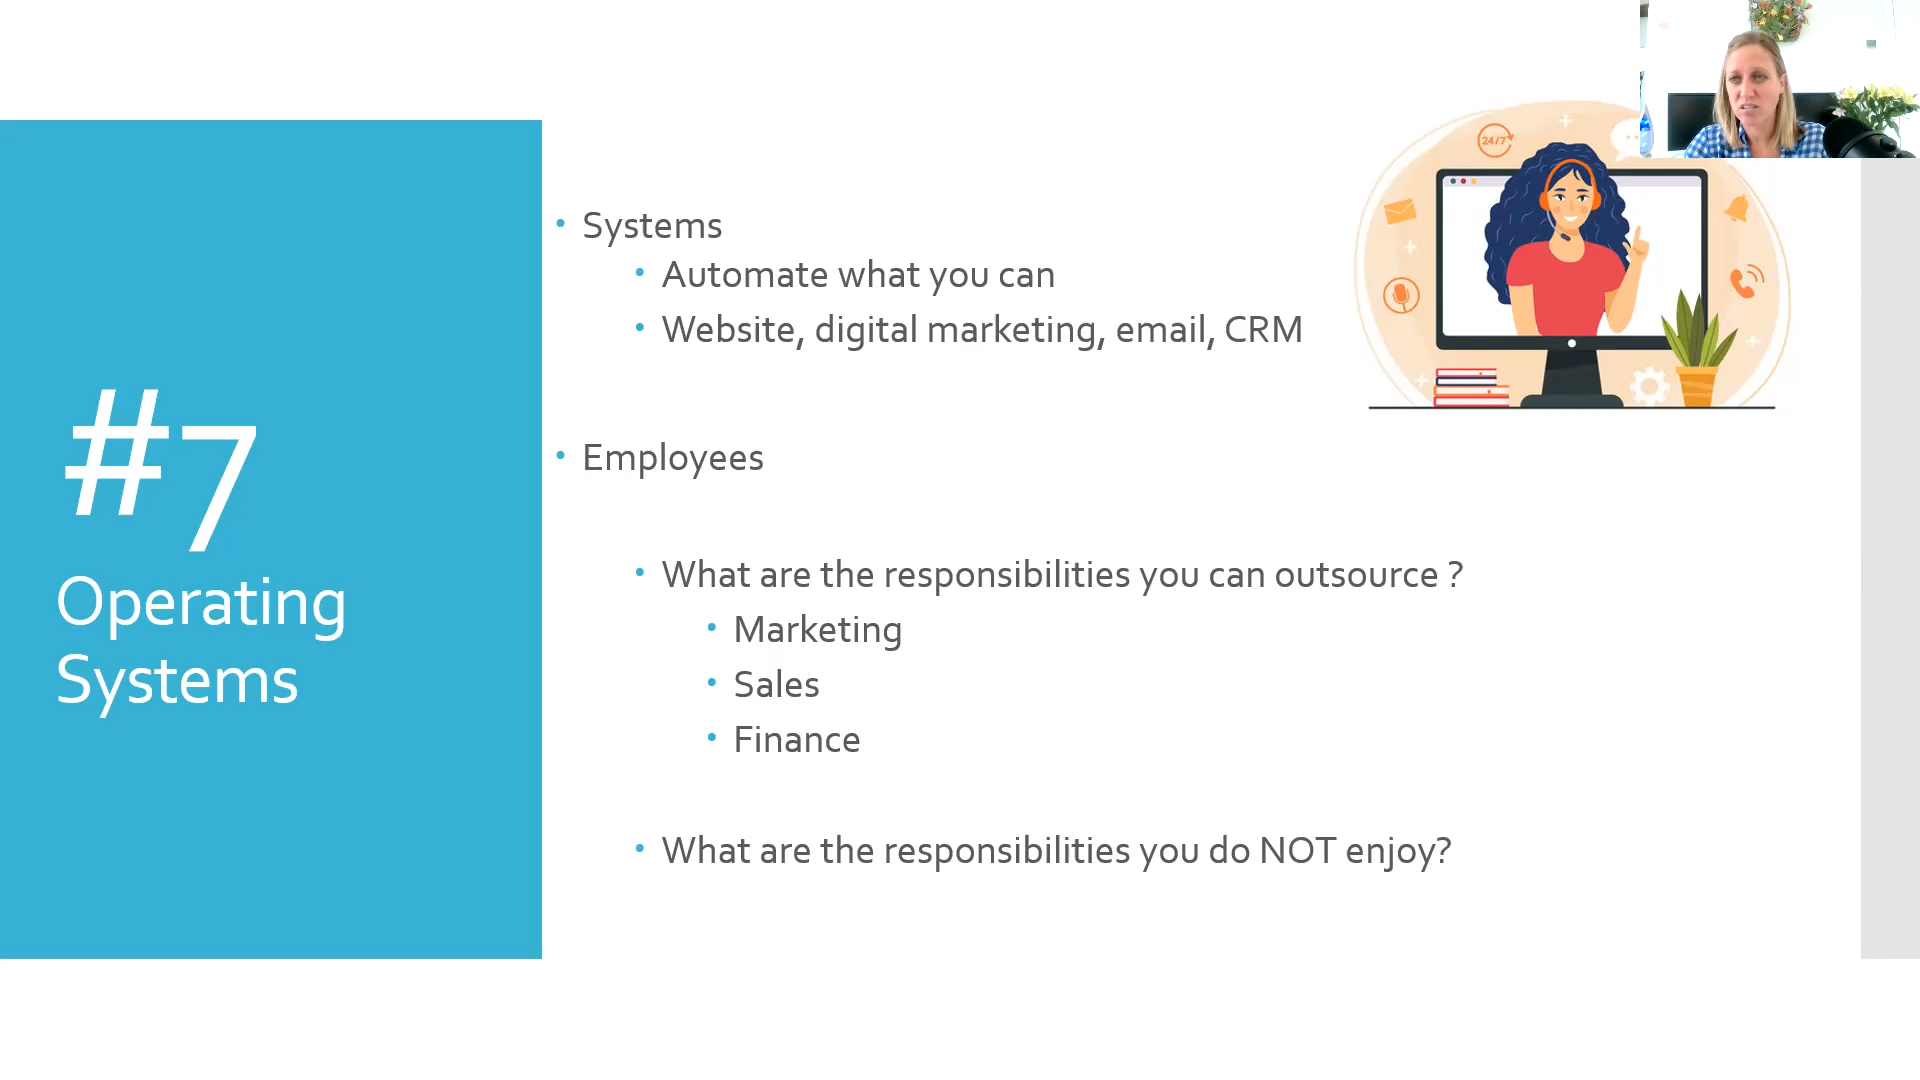 #7
Operating
Systems
Systems
Automate what you can
Website, digital marketing, email, CRM
Employees
What are the responsibilities you can outsource ?
Marketing
Sales
Finance
What are the responsibilities you do NOT enjoy?
24/7